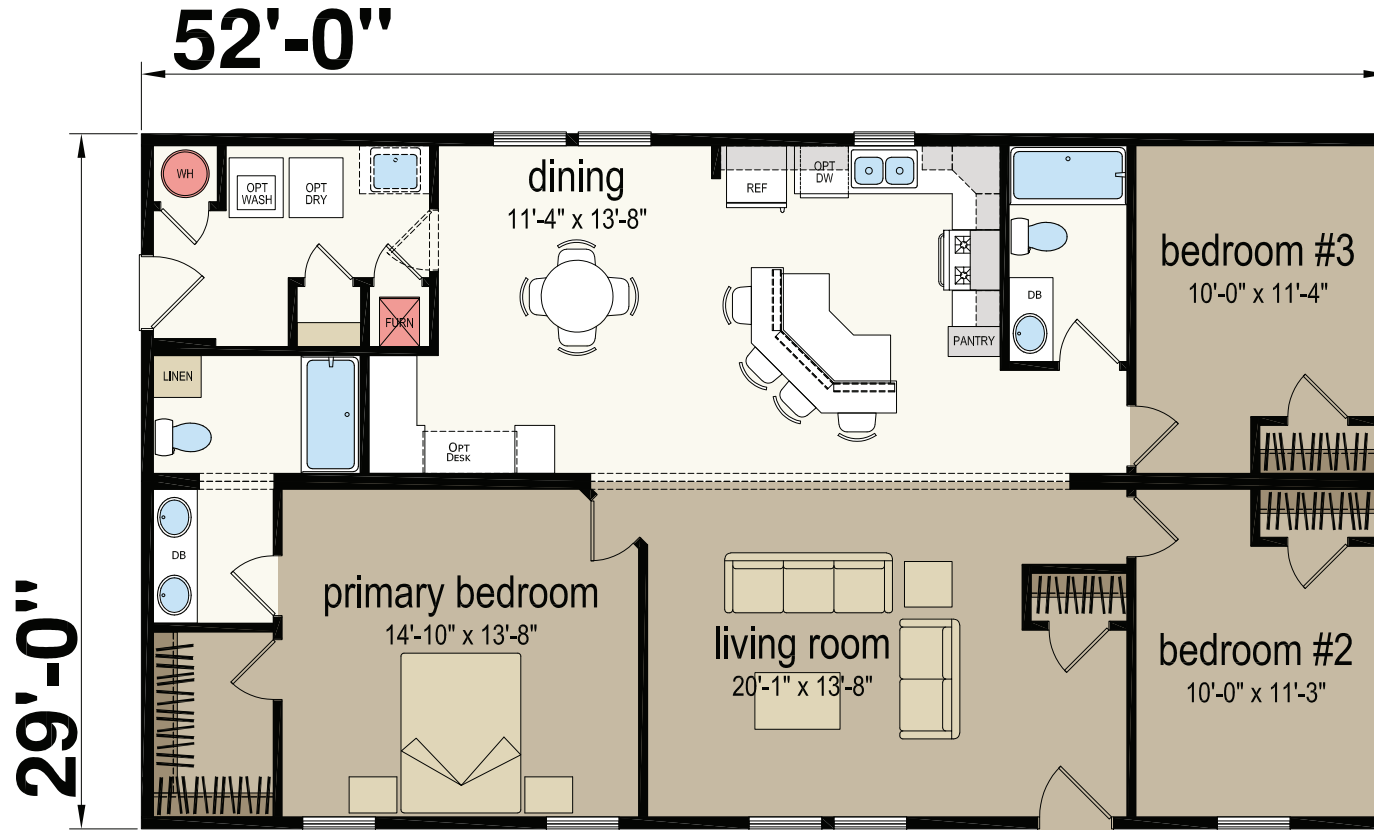 52'-0"
29'-0"
WH
OPT
WASH
OPT
DRY
dining
11'-4" x 13'-8"
REF
OPT
DW
bedroom #3
10'-0" x 11'-4"
DB
FURN
PANTRY
LINEN
OPT
DESK
DB
primary bedroom
14'-10" x 13'-8"
living room
20'-1" x 13'-8"
bedroom #2
10'-0" x 11'-3"